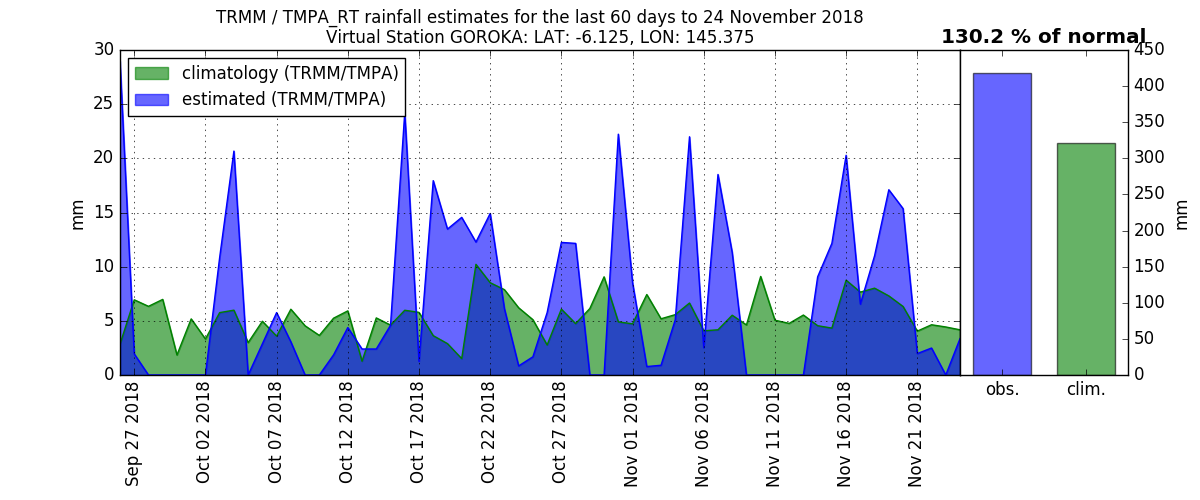 TRMM / TMPA_RT rainfall estimates for the last 60 days to 24 November 2018
Virtual Station GOROKA: LAT: -6.125, LON: 145.375
130.2 % of normal
climatology (TRMM/TMPA)
estimated (TRMM/TMPA)
30
25
20
15
10
5
0
mm
Sep 27 2018
Oct 02 2018
Oct 07 2018
Oct 12 2018
Oct 17 2018
Oct 22 2018
Oct 27 2018
Nov 01 2018
Nov 06 2018
Nov 11 2018
Nov 16 2018
Nov 21 2018
obs.
clim.
450
400
350
300
250
200
150
100
50
0
mm